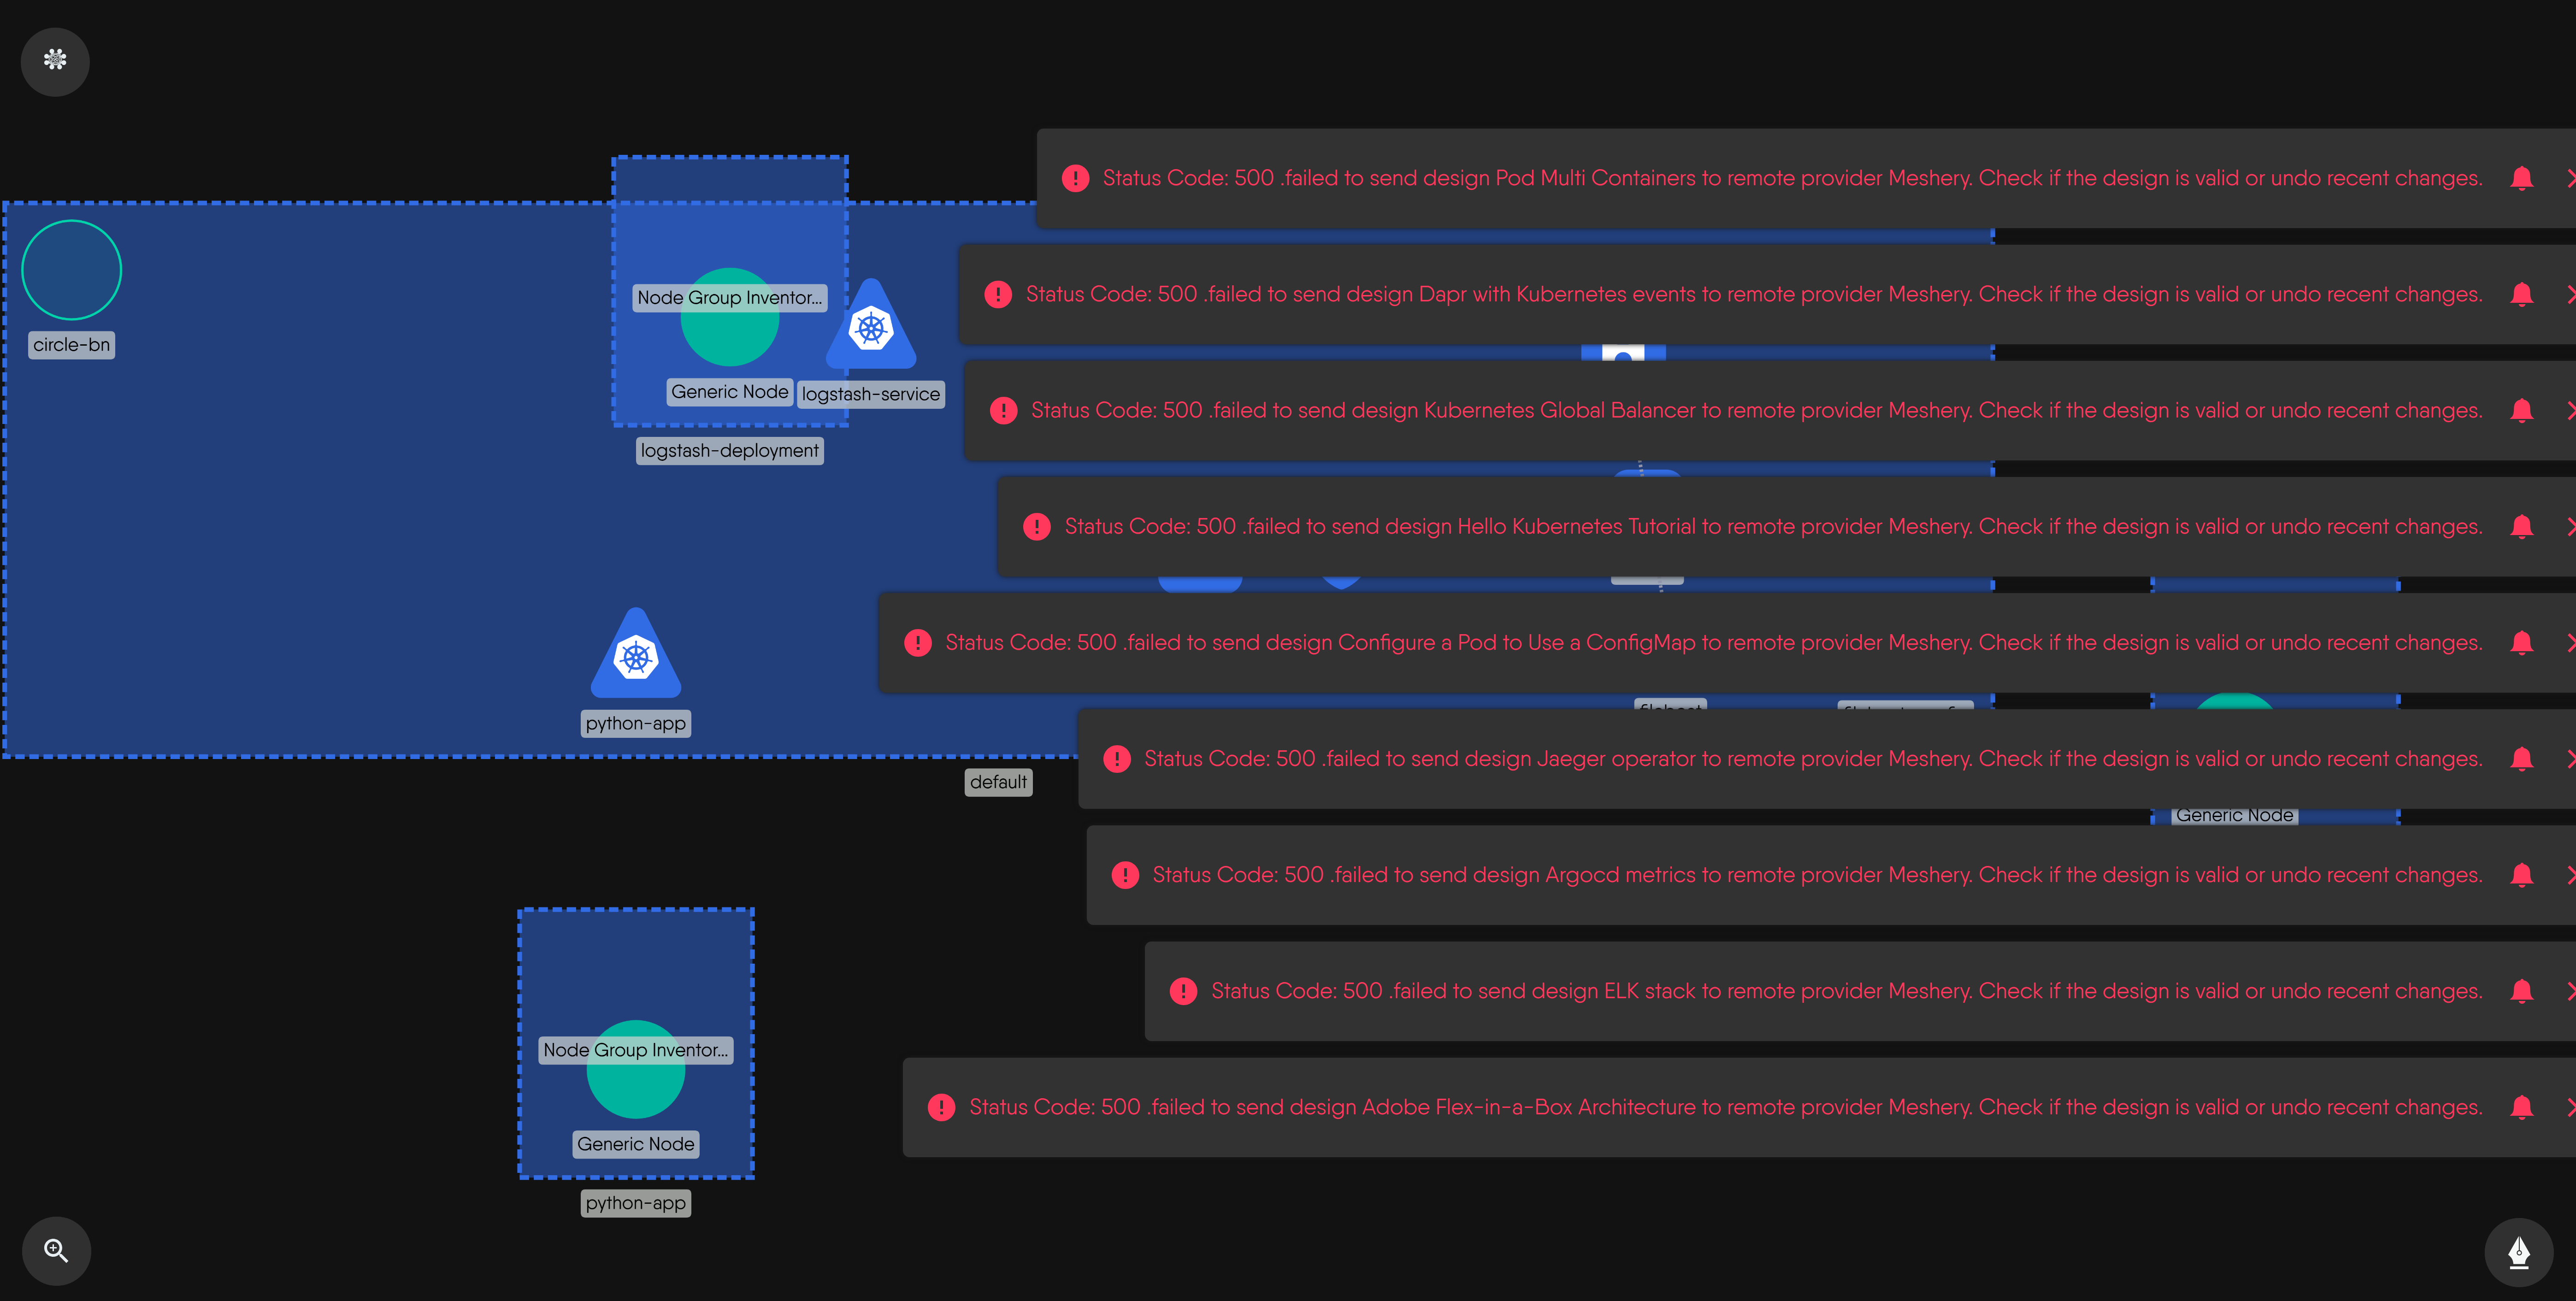 Status Code: 500 .failed to send design Pod Multi Containers to remote provider Meshery. Check if the design is valid or undo recent changes.
Status Code: 500 .failed to send design Dapr with Kubernetes events to remote provider Meshery. Check if the design is valid or undo recent changes.
Node Group Inventor...
circle-bn
Generic Node
logstash-service
Status Code: 500 .failed to send design Kubernetes Global Balancer to remote provider Meshery. Check if the design is valid or undo recent changes.
logstash-deployment
Status Code: 500 .failed to send design Hello Kubernetes Tutorial to remote provider Meshery. Check if the design is valid or undo recent changes.
Status Code: 500 .failed to send design Configure a Pod to Use a ConfigMap to remote provider Meshery. Check if the design is valid or undo recent changes.
python-app
Status Code: 500 .failed to send design Jaeger operator to remote provider Meshery. Check if the design is valid or undo recent changes.
default
Generic Node
Status Code: 500 .failed to send design Argocd metrics to remote provider Meshery. Check if the design is valid or undo recent changes.
Status Code: 500 .failed to send design ELK stack to remote provider Meshery. Check if the design is valid or undo recent changes.
Node Group Inventor...
Status Code: 500 .failed to send design Adobe Flex-in-a-Box Architecture to remote provider Meshery. Check if the design is valid or undo recent changes.
Generic Node
python-app